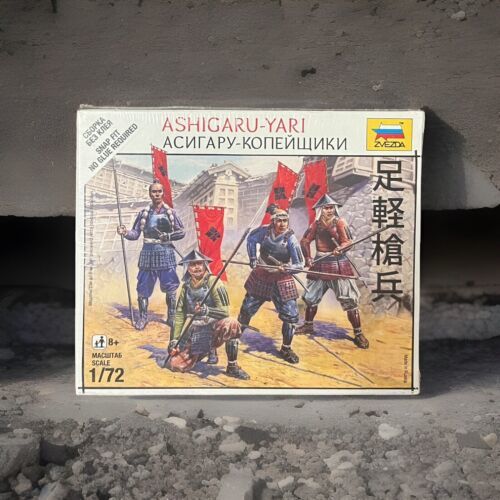 СБОРКА
БЕЗ КЛЕЯ
SNAP FIT
NO GLUE REQUIRED
ASHIGARU-YARI
АСИГАРУ-КОПЕЙЩИКИ
ZVEZDA
足軽槍兵
8+
МАСШТАБ
SCALE
1/72